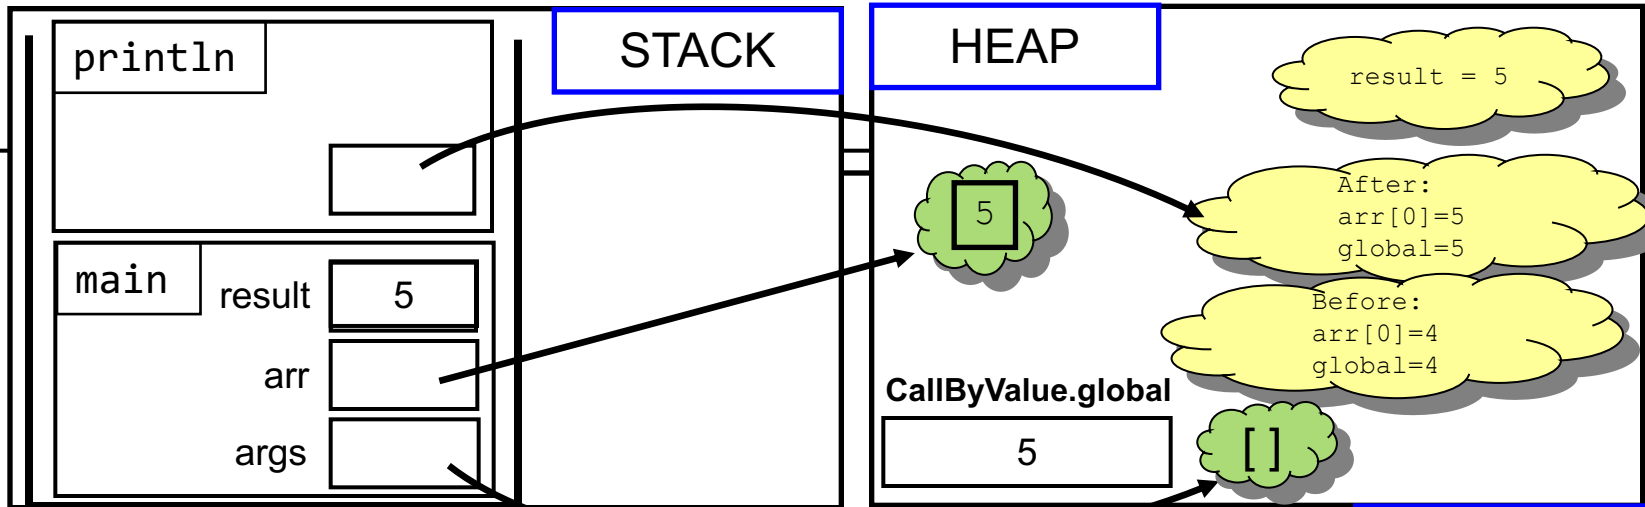 STACK
println
main
result
5
arr
args
HEAP
result = 5
5
After:
arr[0]=5
global=5
Before:
arr[0]=4
global=4
CallByValue.global
5
[]